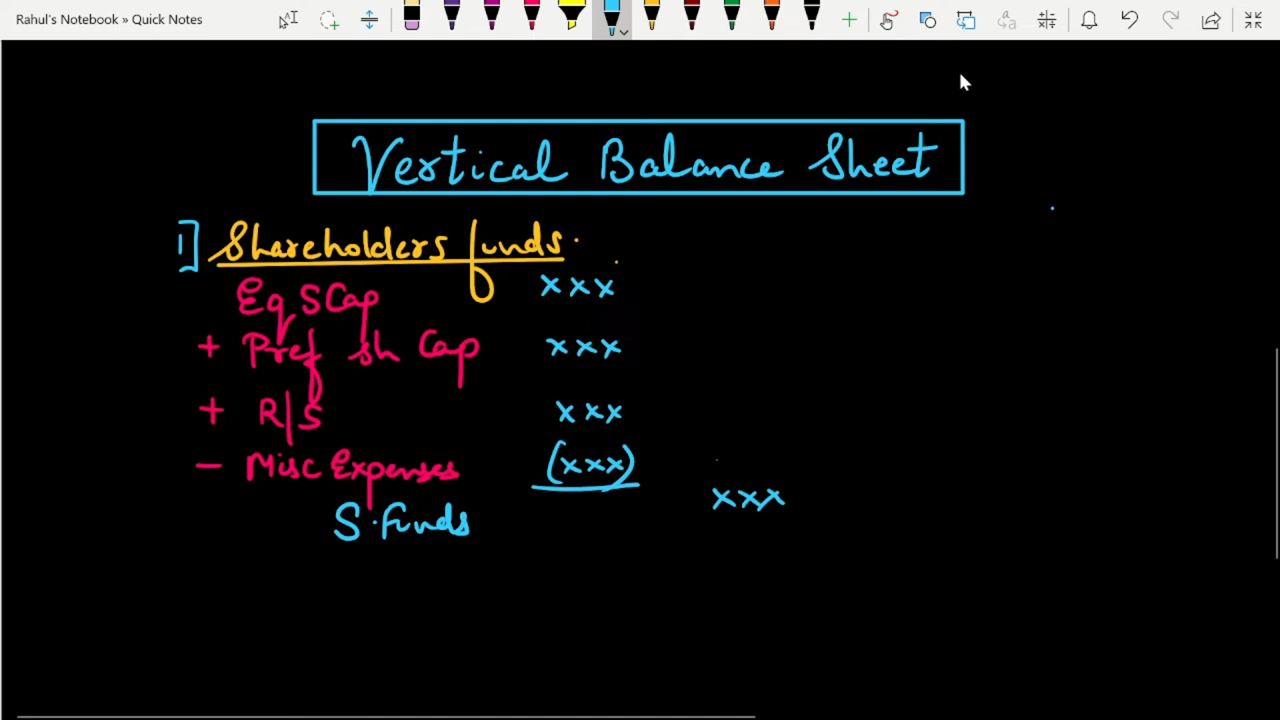 Rahul's Notebook » Quick Notes
Vertical Balance Sheet
1] Shareholders funds.
Eq S Cap xxx
+ Pref sh Cap xxx
+ R/S xxx
- Misc Expenses (xxx)
S. Funds xxx